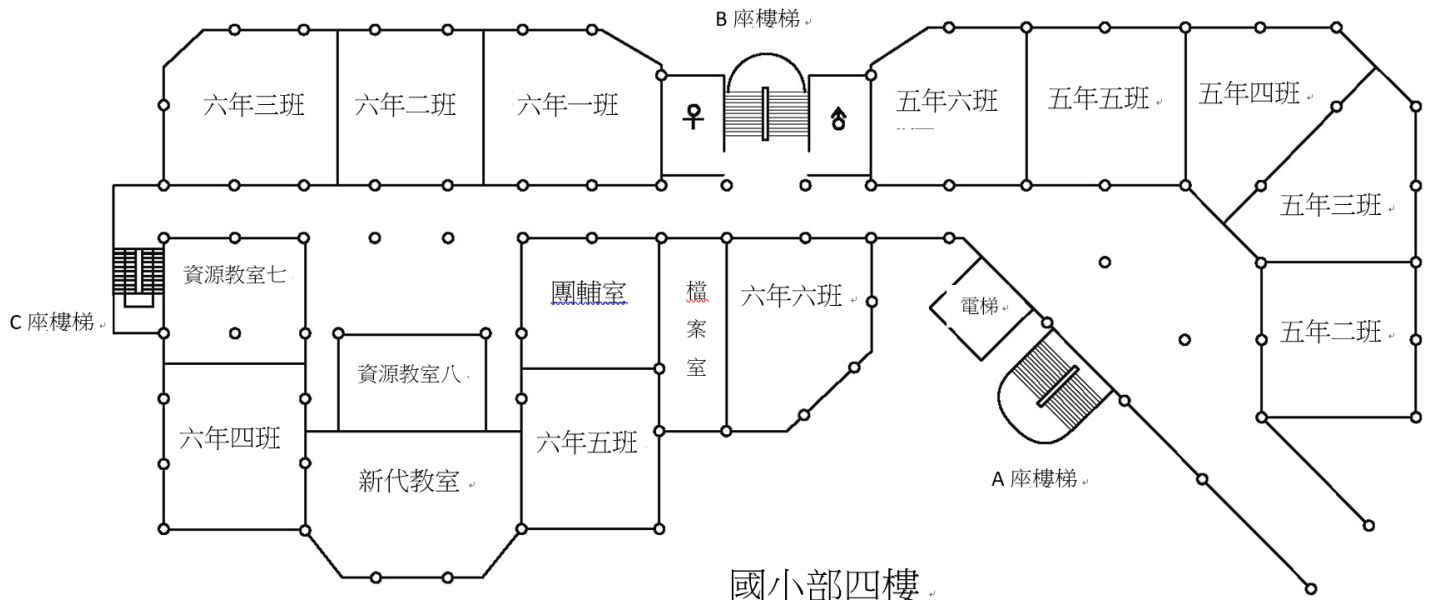 B 座樓梯
六年三班
六年二班
六年一班
五年六班
五年五班
五年四班
五年三班
資源教室七
團輔室
檔
案
室
六年六班
電梯
五年二班
C 座樓梯
資源教室八
六年四班
六年五班
新代教室
A 座樓梯
國小部四樓